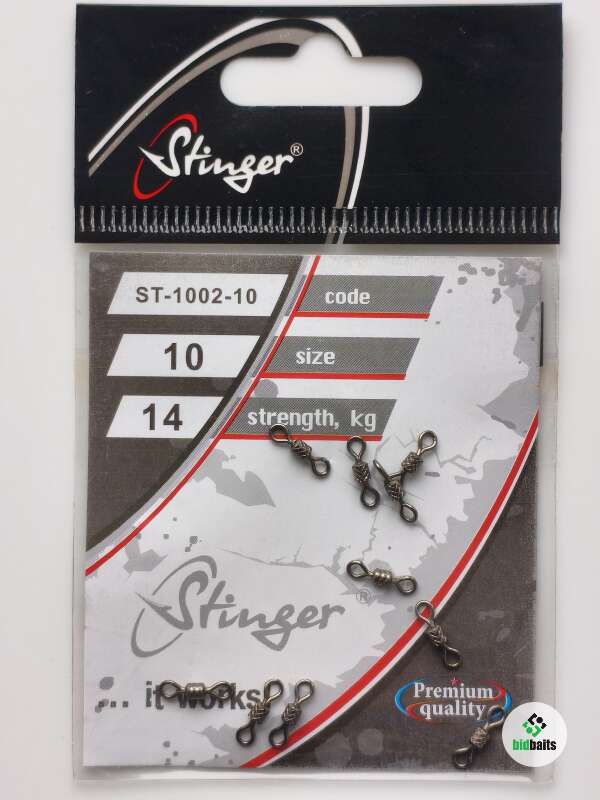 Stinger®
ST-1002-10 code
10 size
14 strength, kg
Stinger®
... it works
Premium
quality
bidbaits